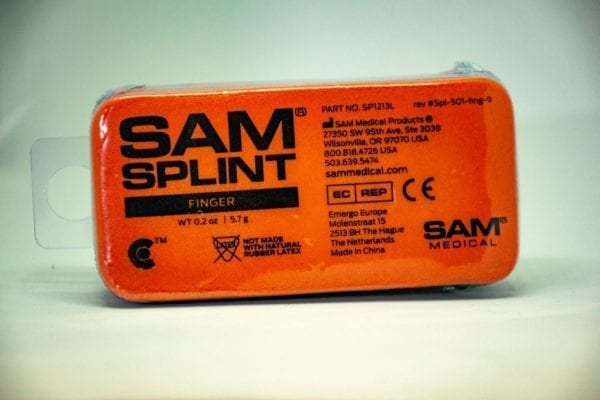 SAM®
SPLINT
FINGER
WT 0.2 oz | 5.7 g
™
LATEX
NOT MADE
WITH NATURAL
RUBBER LATEX
PART NO. SP1213L
rev #Spl-501-fing-9
SAM Medical Products ®
27350 SW 95th Ave, Ste 3038
Wilsonville, OR 97070 USA
800.818.4726 USA
503.639.5474
sammedical.com
EC REP CE
Emergo Europe
Molenstraat 15
2513 BH The Hague
The Netherlands
Made in China
SAM®
MEDICAL